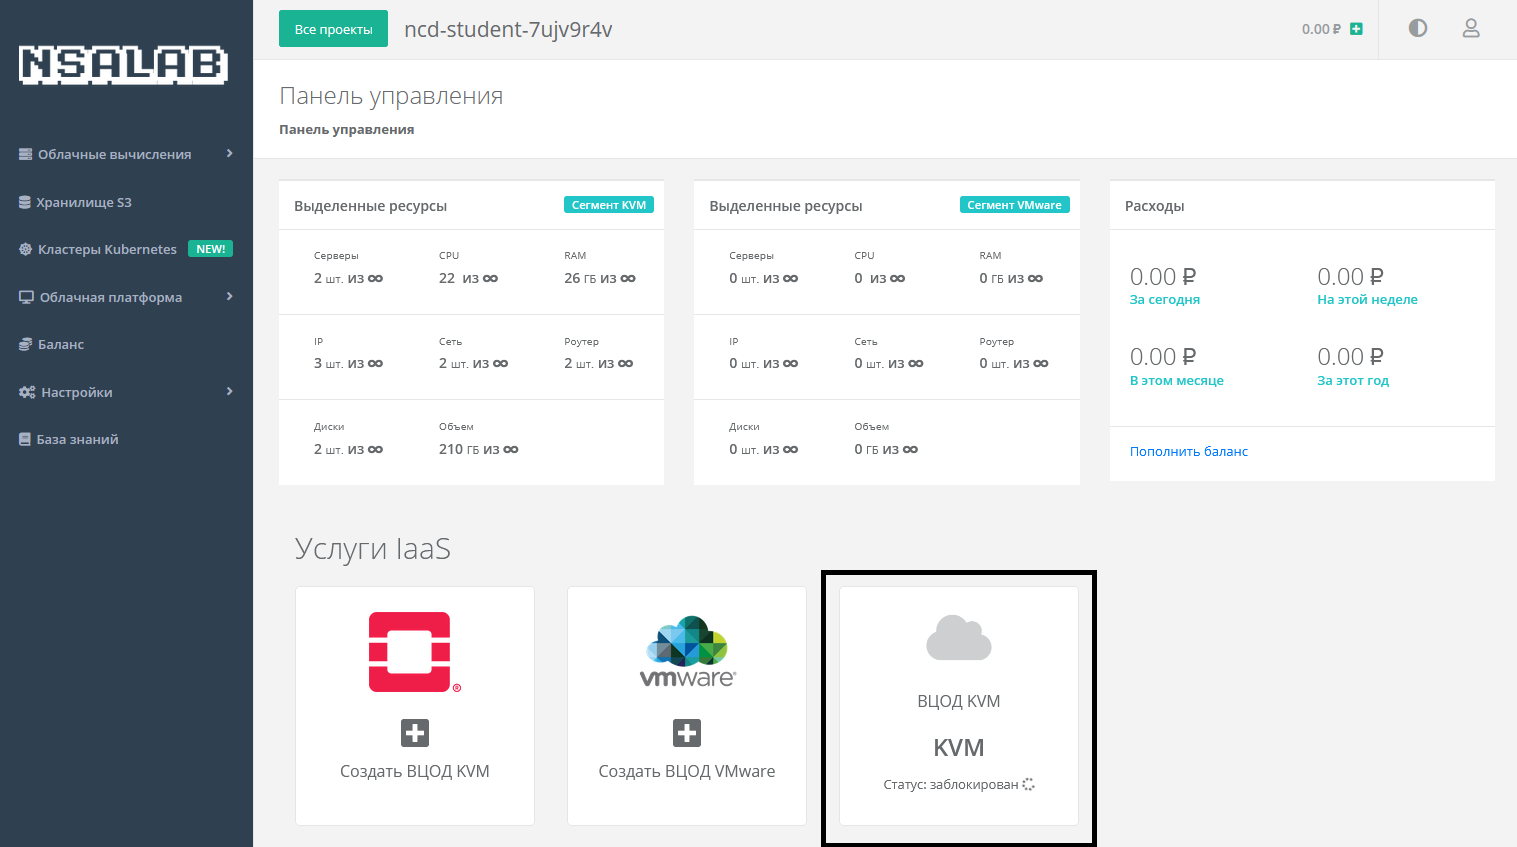 NSALAB
Все проекты
ncd-student-7ujv9r4v
0.00 ₽
Панель управления
Панель управления
Облачные вычисления
Хранилище S3
Кластеры Kubernetes NEW!
Облачная платформа
Баланс
Настройки
База знаний
Выделенные ресурсы Сегмент KVM
Серверы CPU RAM
2 шт. из ∞ 22 из ∞ 26 ГБ из ∞
IP Сеть Роутер
3 шт. из ∞ 2 шт. из ∞ 2 шт. из ∞
Диски Объем
2 шт. из ∞ 210 ГБ из ∞
Выделенные ресурсы Сегмент VMware
Серверы CPU RAM
0 шт. из ∞ 0 из ∞ 0 ГБ из ∞
IP Сеть Роутер
0 шт. из ∞ 0 шт. из ∞ 0 шт. из ∞
Диски Объем
0 шт. из ∞ 0 ГБ из ∞
Расходы
0.00 ₽ 0.00 ₽
За сегодня На этой неделе
0.00 ₽ 0.00 ₽
В этом месяце За этот год
Пополнить баланс
Услуги IaaS
®
Создать ВЦОД KVM
vmware®
Создать ВЦОД VMware
ВЦОД KVM
KVM
Статус: заблокирован